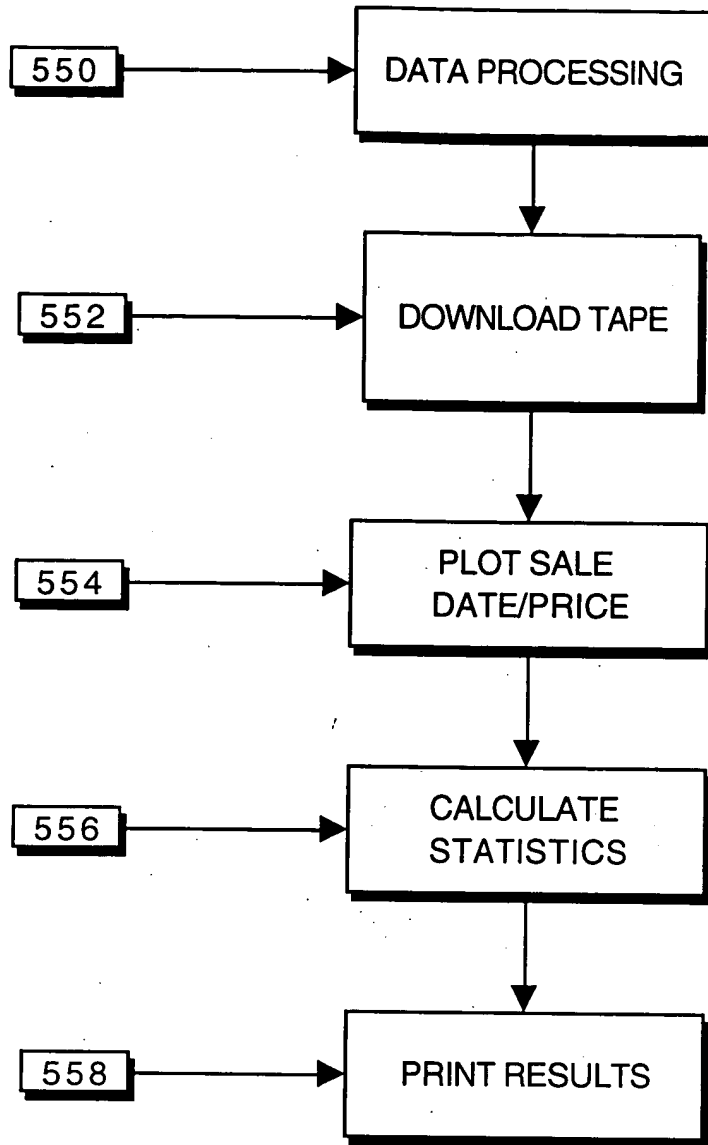 550
DATA PROCESSING
552
DOWNLOAD TAPE
554
PLOT SALE
DATE/PRICE
556
CALCULATE
STATISTICS
558
PRINT RESULTS